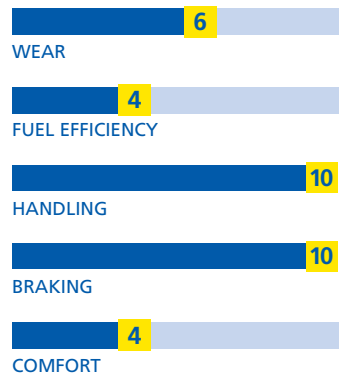 6
WEAR
4
FUEL EFFICIENCY
10
HANDLING
10
BRAKING
4
COMFORT